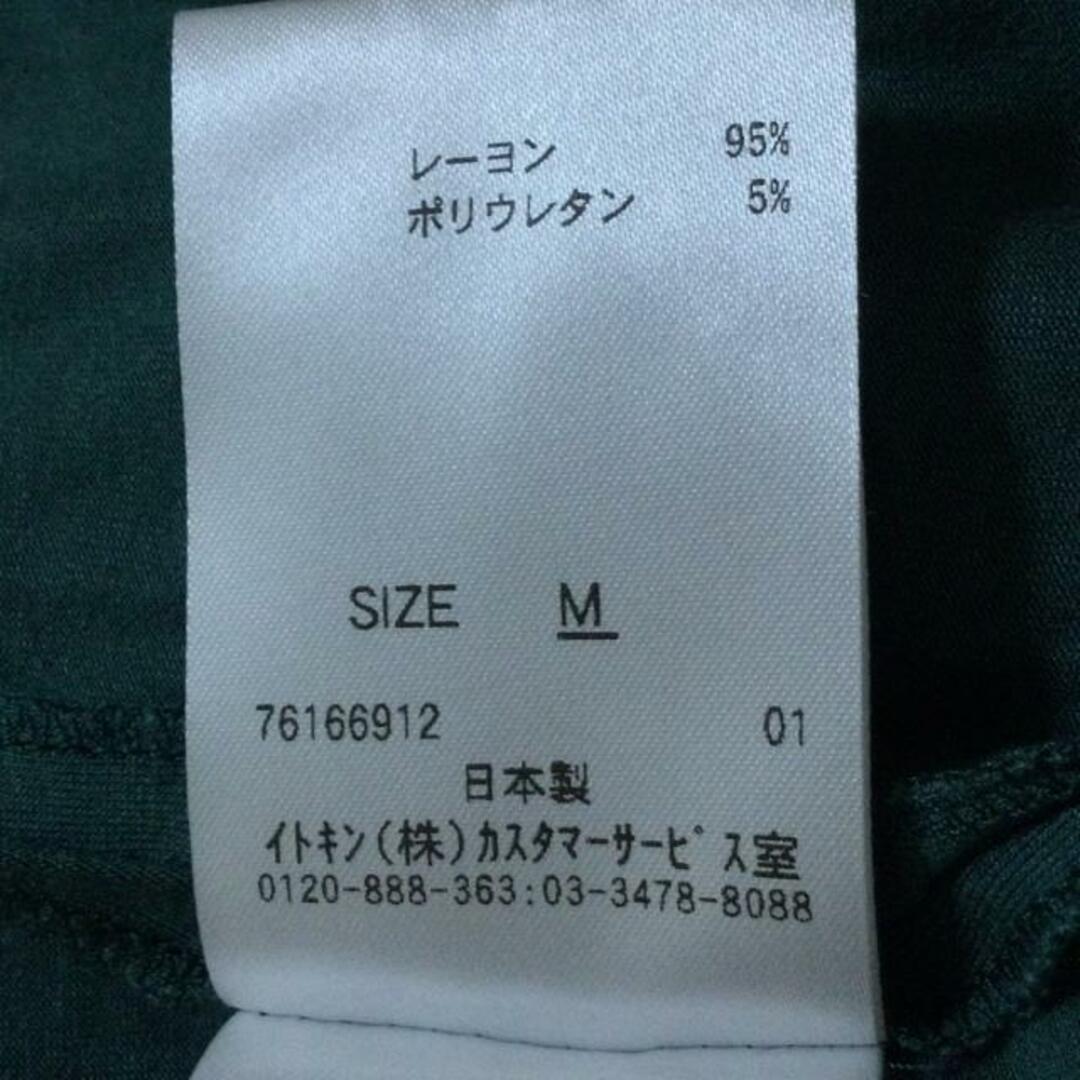 レーヨン 95%
ポリウレタン 5%
SIZE M
76166912 01
日本製
イトキン(株)カスタマーサービス室
0120-888-363:03-3478-8088